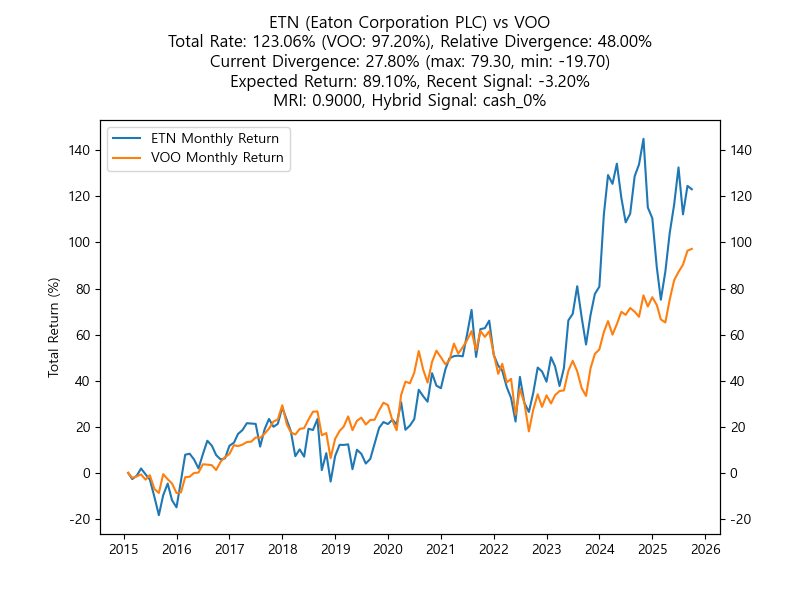 ETN (Eaton Corporation PLC) vs VOO
Total Rate: 123.06% (VOO: 97.20%), Relative Divergence: 48.00%
Current Divergence: 27.80% (max: 79.30, min: -19.70)
Expected Return: 89.10%, Recent Signal: -3.20%
MRI: 0.9000, Hybrid Signal: cash_0%
ETN Monthly Return
VOO Monthly Return
Total Return (%)
140
120
100
80
60
40
20
0
-20
140
120
100
80
60
40
20
0
-20
2015 2016 2017 2018 2019 2020 2021 2022 2023 2024 2025 2026